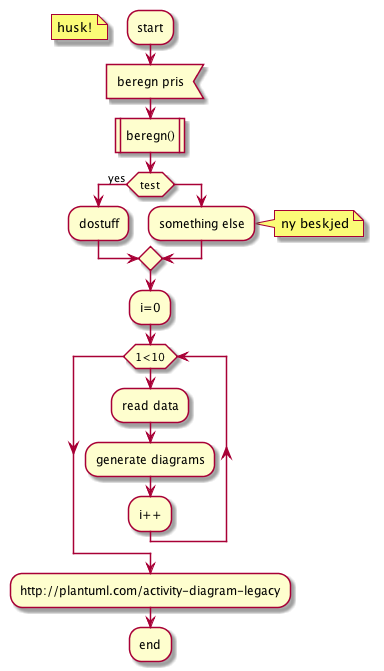 husk!
start
beregn pris
beregn()
yes
test
dostuff
something else
ny beskjed
i=0
1<10
read data
generate diagrams
i++
http://plantuml.com/activity-diagram-legacy
end